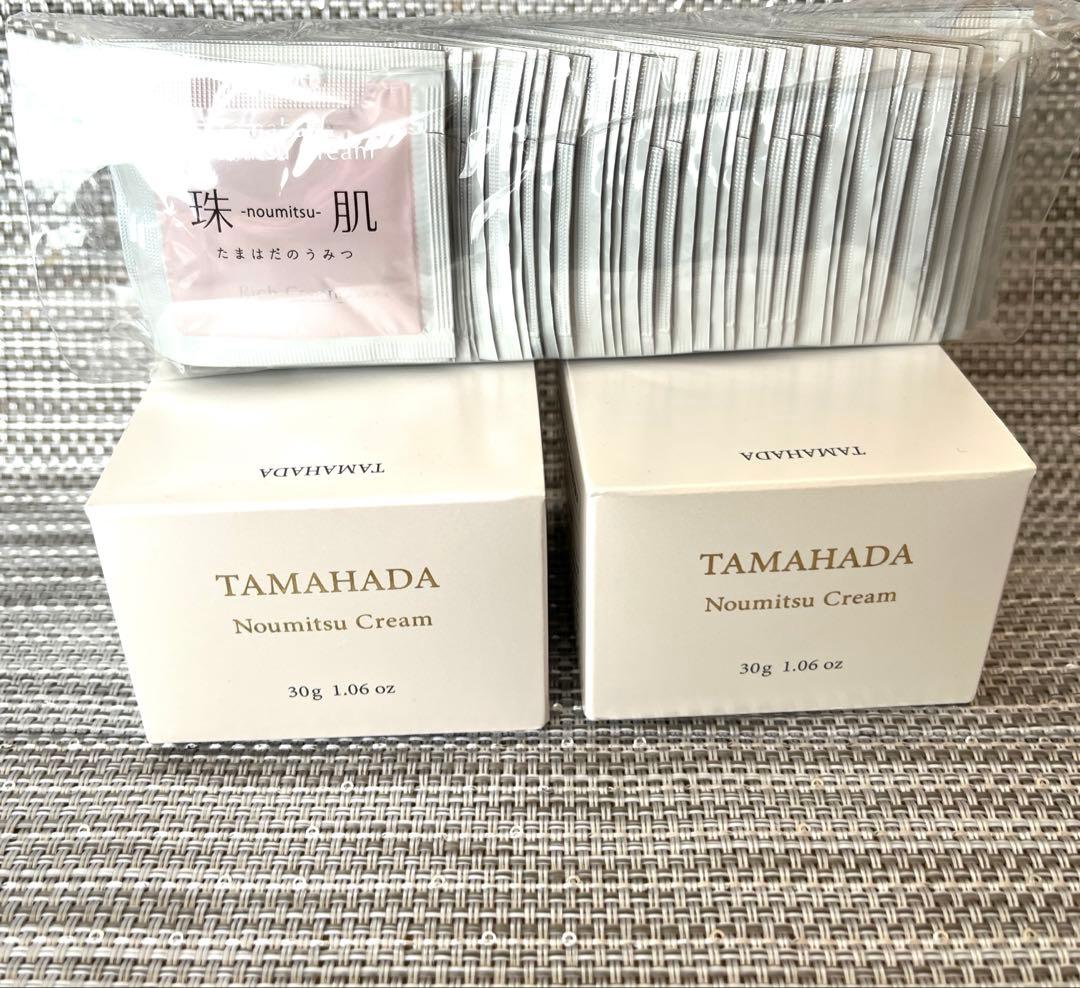 珠 -noumitsu- 肌
たまはだのうみつ
TAMAHADA
TAMAHADA
Noumitsu Cream
30g 1.06 oz
TAMAHADA
TAMAHADA
Noumitsu Cream
30g 1.06 oz